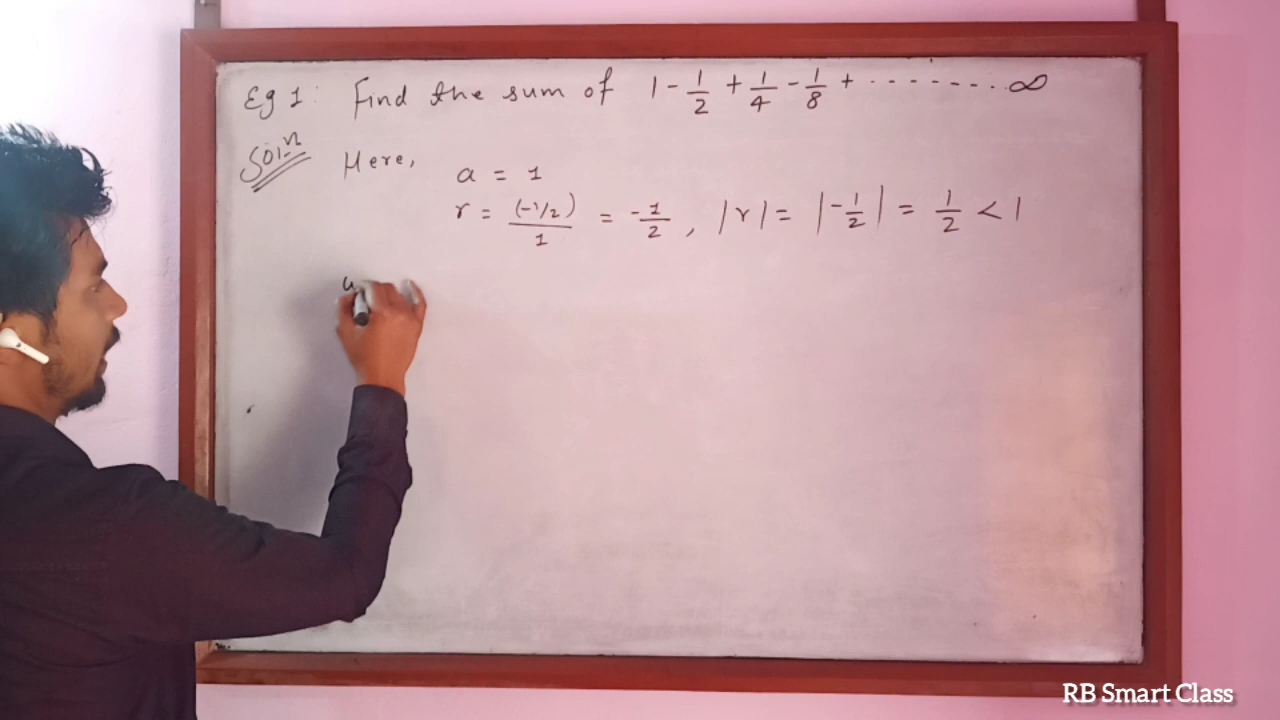 Eg 1: Find the sum of 1 - 1/2 + 1/4 - 1/8 + ........ ∞
Sol.n Here, a = 1
r = (-1/2)/1 = -1/2 , |r| = |-1/2| = 1/2 < 1
RB Smart Class